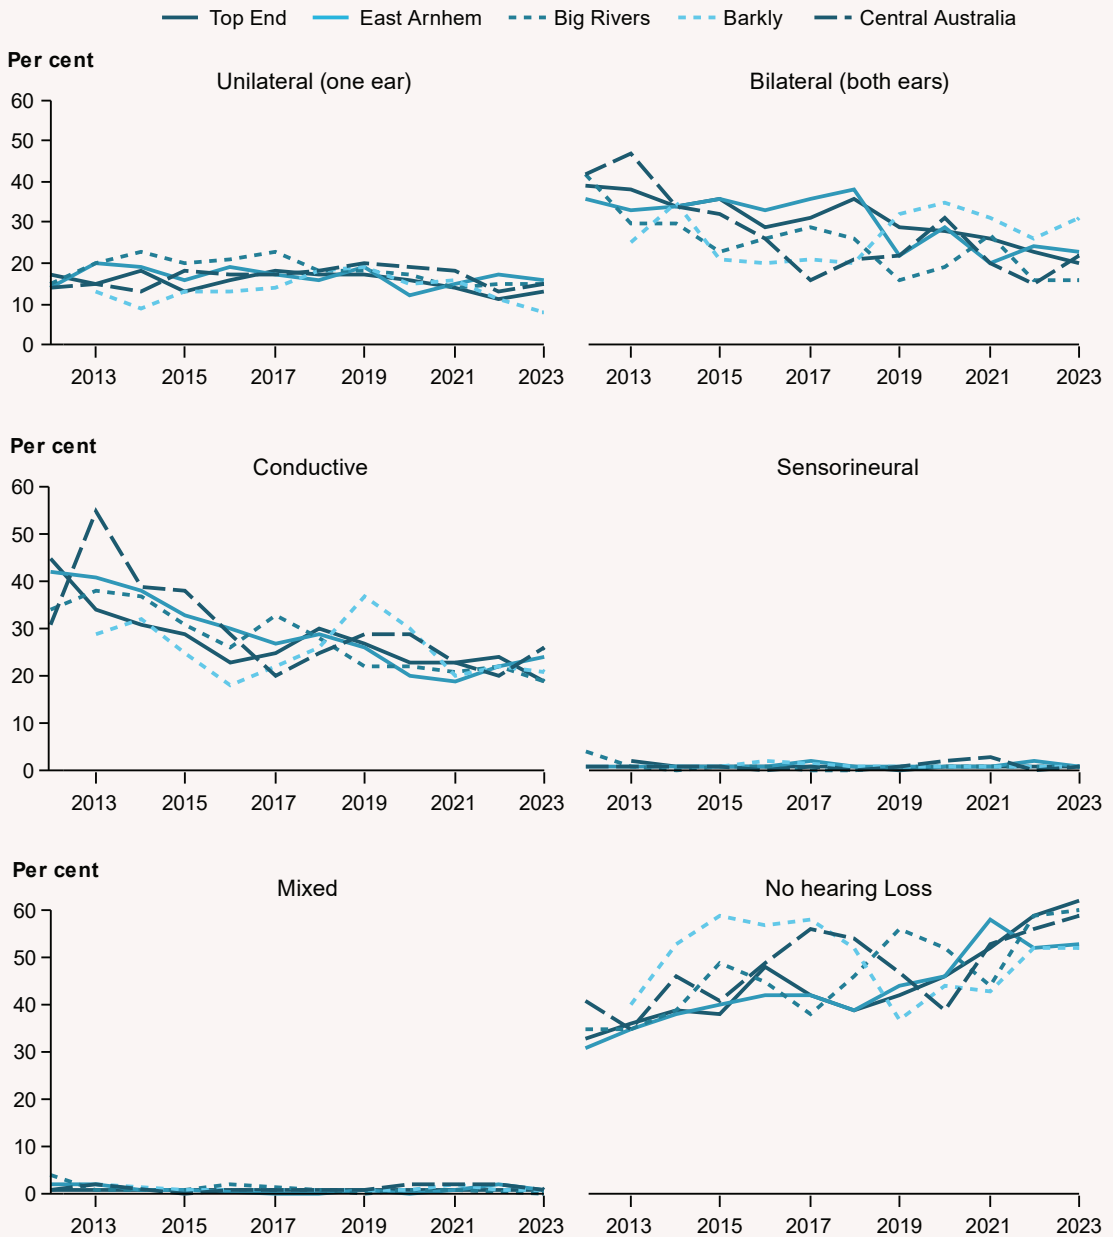 Top End East Arnhem Big Rivers Barkly Central Australia
Per cent
Unilateral (one ear) Bilateral (both ears)
60
50
40
30
20
10
0
2013 2015 2017 2019 2021 2023 2013 2015 2017 2019 2021 2023
Per cent
Conductive Sensorineural
60
50
40
30
20
10
0
2013 2015 2017 2019 2021 2023 2013 2015 2017 2019 2021 2023
Per cent
Mixed No hearing Loss
60
50
40
30
20
10
0
2013 2015 2017 2019 2021 2023 2013 2015 2017 2019 2021 2023